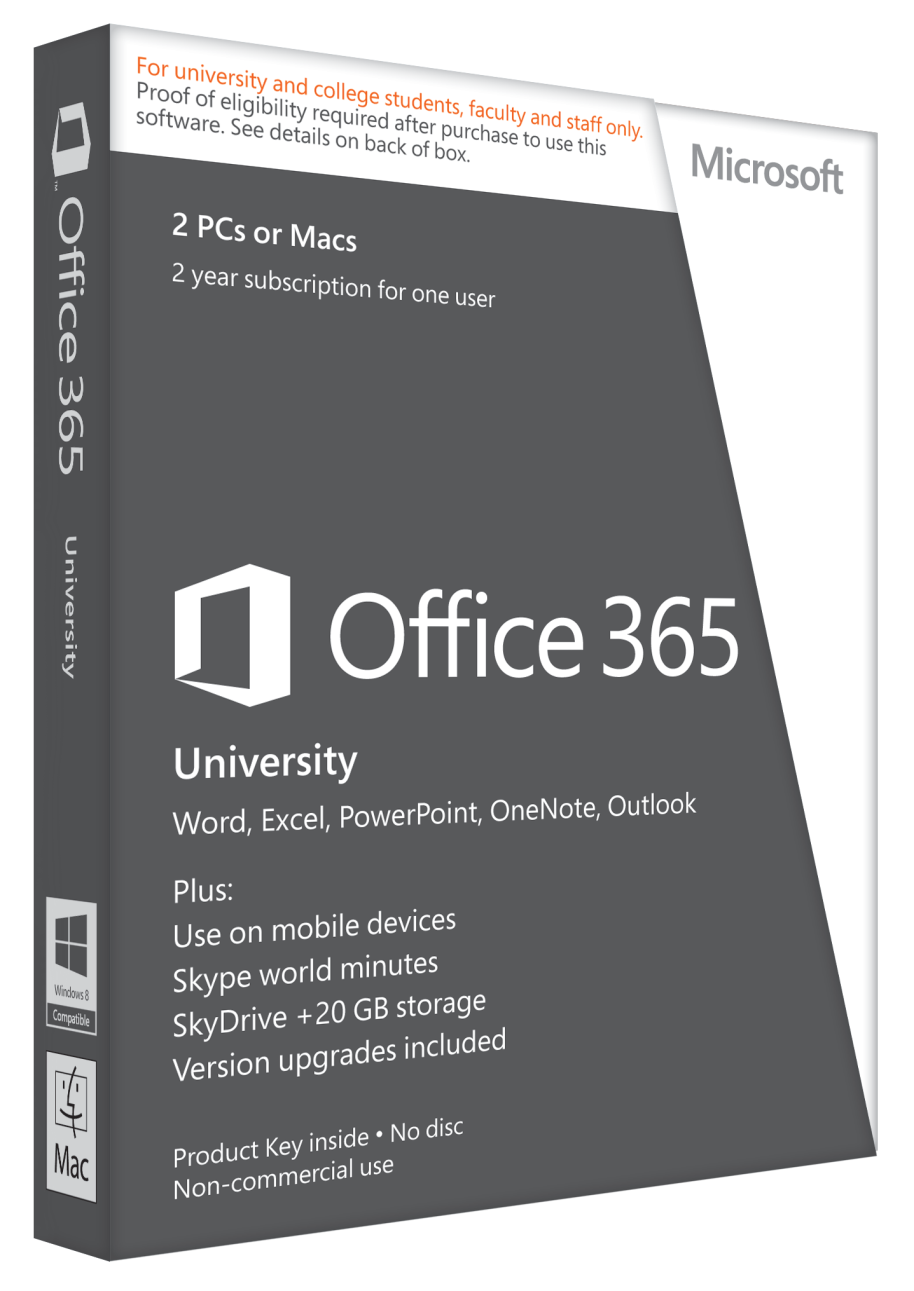 For university and college students, faculty and staff only.
Proof of eligibility required after purchase to use this
software. See details on back of box.
Microsoft
2 PCs or Macs
2 year subscription for one user
Office 365
University
Word, Excel, PowerPoint, OneNote, Outlook
Plus:
Use on mobile devices
Skype world minutes
SkyDrive +20 GB storage
Version upgrades included
Product Key inside • No disc
Non-commercial use
™
Office 365
University
Windows 8
Compatible
Mac